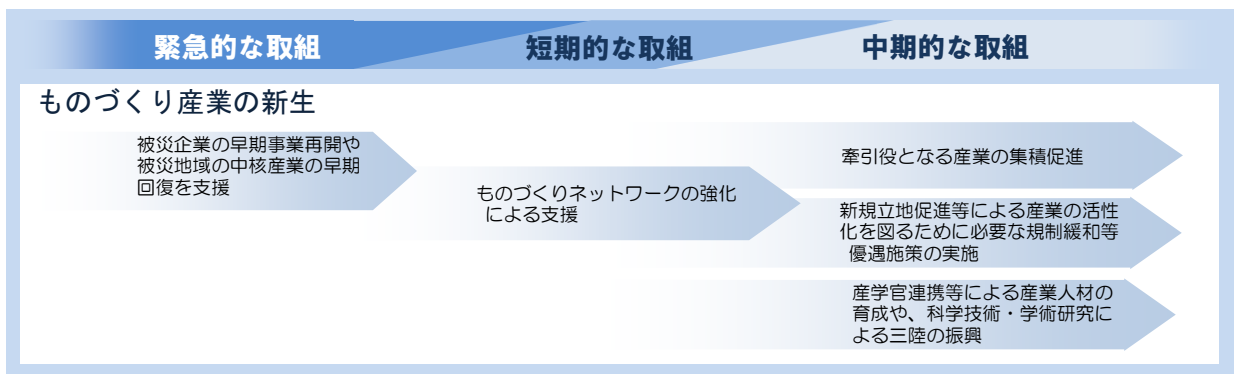 緊急的な取組
短期的な取組
中期的な取組
ものづくり産業の新生
被災企業の早期事業再開や
被災地域の中核産業の早期
回復を支援
ものづくりネットワークの強化
による支援
牽引役となる産業の集積促進
新規立地促進等による産業の活性
化を図るために必要な規制緩和等
優遇施策の実施
産学官連携等による産業人材の
育成や、科学技術・学術研究に
よる三陸の振興